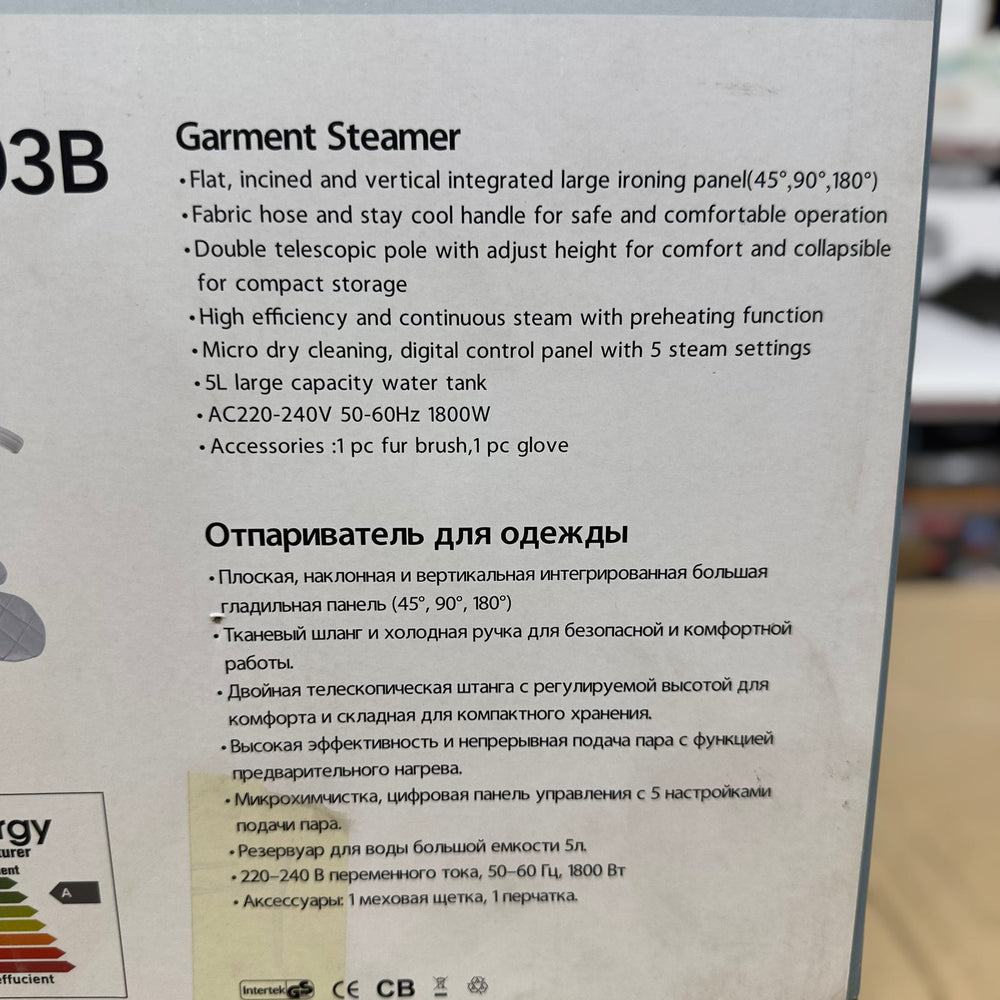 03B
Garment Steamer
•Flat, incined and vertical integrated large ironing panel(45°,90°,180°)
•Fabric hose and stay cool handle for safe and comfortable operation
•Double telescopic pole with adjust height for comfort and collapsible
for compact storage
•High efficiency and continuous steam with preheating function
•Micro dry cleaning, digital control panel with 5 steam settings
•5L large capacity water tank
•AC220-240V 50-60Hz 1800W
•Accessories :1 pc fur brush,1 pc glove
Отпариватель для одежды
•Плоская, наклонная и вертикальная интегрированная большая
гладильная панель (45°, 90°, 180°)
•Тканевый шланг и холодная ручка для безопасной и комфортной
работы.
•Двойная телескопическая штанга с регулируемой высотой для
комфорта и складная для компактного хранения.
•Высокая эффективность и непрерывная подача пара с функцией
предварительного нагрева.
•Микрохимчистка, цифровая панель управления с 5 настройками
подачи пара.
•Резервуар для воды большой емкости 5л.
•220–240 В переменного тока, 50–60 Гц, 1800 Вт
•Аксессуары: 1 меховая щетка, 1 перчатка.
rgy
urer
ent
A
effucient
Intertek GS CE CB